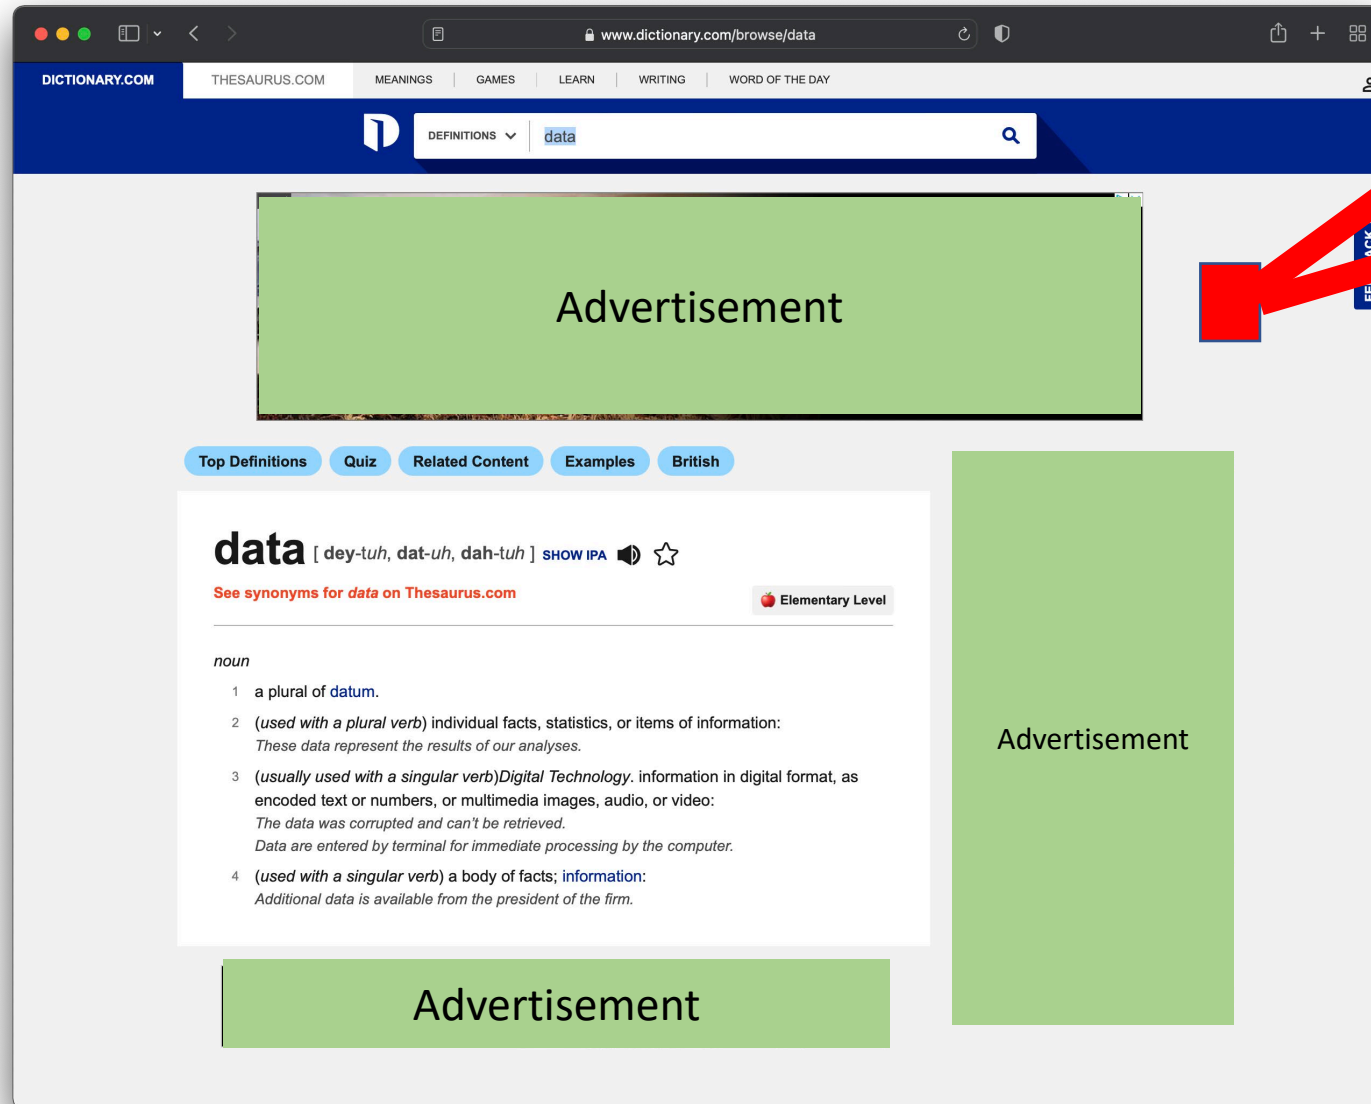 www.dictionary.com/browse/data
DICTIONARY.COM THESAURUS.COM MEANINGS GAMES LEARN WRITING WORD OF THE DAY
DEFINITIONS data
Advertisement
Top Definitions Quiz Related Content Examples British
data [ dey-tuh, dat-uh, dah-tuh ] SHOW IPA
See synonyms for data on Thesaurus.com
Elementary Level
noun
1 a plural of datum.
2 (used with a plural verb) individual facts, statistics, or items of information:
These data represent the results of our analyses.
3 (usually used with a singular verb)Digital Technology. information in digital format, as
encoded text or numbers, or multimedia images, audio, or video:
The data was corrupted and can't be retrieved.
Data are entered by terminal for immediate processing by the computer.
4 (used with a singular verb) a body of facts; information:
Additional data is available from the president of the firm.
Advertisement
Advertisement